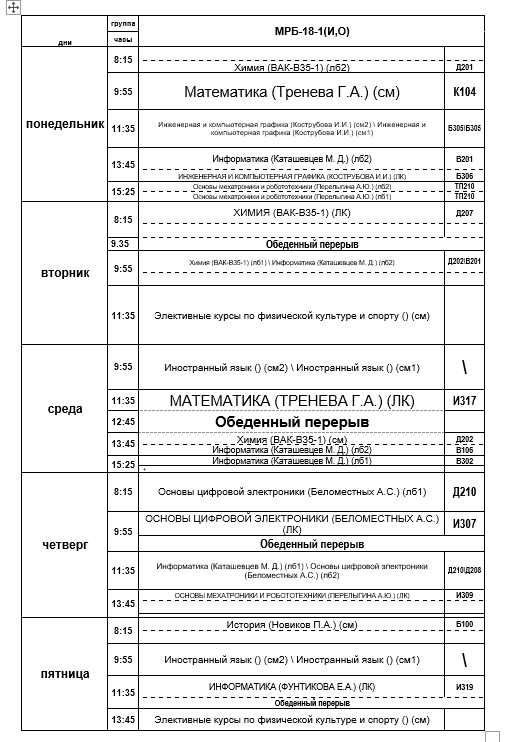 группа
МРБ-18-1(И,О)
дни
часы
понедельник
8:15
Химия (ВАК-В35-1) (лб2)
Д201
9:55
Математика (Тренева Г.А.) (см)
К104
11:35
Инженерная и компьютерная графика (Кострубова И.И.) (см2) \ Инженерная и
компьютерная графика (Кострубова И.И.) (см1)
Б305\Б305
13:45
Информатика (Каташевцев М. Д.) (лб2)
В201
ИНЖЕНЕРНАЯ И КОМПЬЮТЕРНАЯ ГРАФИКА (КОСТРУБОВА И.И.) (ЛК)
Б306
15:25
Основы мехатроники и робототехники (Перелыгина А.Ю.) (лб2)
ТП210
Основы мехатроники и робототехники (Перелыгина А.Ю.) (лб1)
ТП210
вторник
8:15
ХИМИЯ (ВАК-В35-1) (ЛК)
Д207
9.35
Обеденный перерыв
9:55
Химия (ВАК-В35-1) (лб1) \ Информатика (Каташевцев М. Д.) (лб2)
Д202\В201
11:35
Элективные курсы по физической культуре и спорту () (см)
среда
9:55
Иностранный язык () (см2) \ Иностранный язык () (см1)
\
11:35
МАТЕМАТИКА (ТРЕНЕВА Г.А.) (ЛК)
И317
12:45
Обеденный перерыв
13:45
Химия (ВАК-В35-1) (см)
Д202
Информатика (Каташевцев М. Д.) (лб2)
В106
15:25
Информатика (Каташевцев М. Д.) (лб1)
В302
четверг
8:15
Основы цифровой электроники (Беломестных А.С.) (лб1)
Д210
9:55
ОСНОВЫ ЦИФРОВОЙ ЭЛЕКТРОНИКИ (БЕЛОМЕСТНЫХ А.С.)
(ЛК)
И307
Обеденный перерыв
11:35
Информатика (Каташевцев М. Д.) (лб1) \ Основы цифровой электроники
(Беломестных А.С.) (лб2)
Д210\Д208
13:45
ОСНОВЫ МЕХАТРОНИКИ И РОБОТОТЕХНИКИ (ПЕРЕЛЫГИНА А.Ю.) (ЛК)
И309
пятница
8:15
История (Новиков П.А.) (см)
Б100
9:55
Иностранный язык () (см2) \ Иностранный язык () (см1)
\
11:35
ИНФОРМАТИКА (ФУНТИКОВА Е.А.) (ЛК)
И319
Обеденный перерыв
13:45
Элективные курсы по физической культуре и спорту () (см)